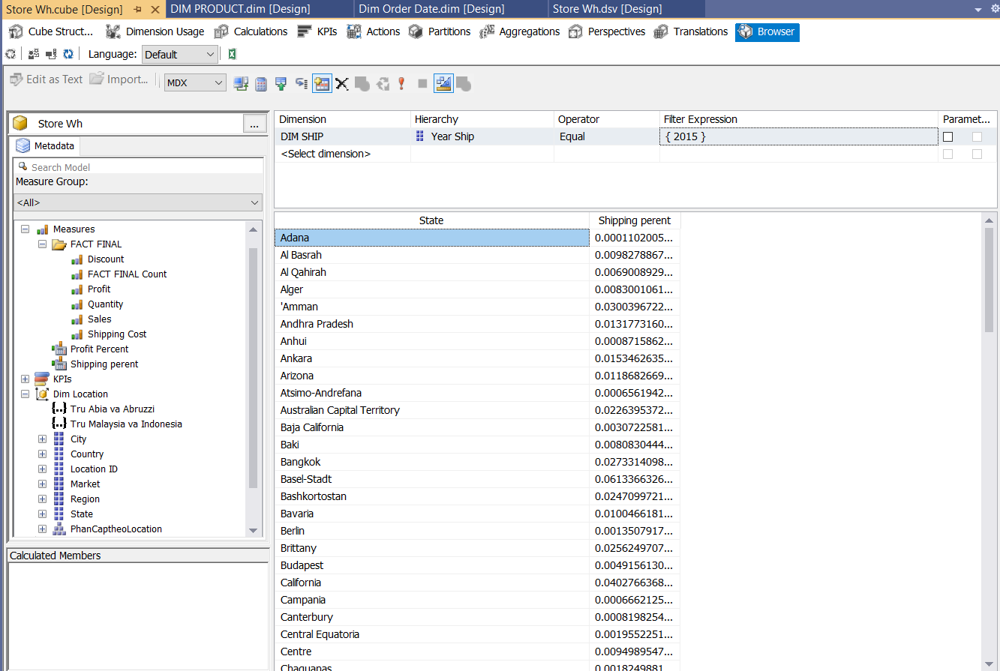 Store Wh.cube [Design] DIM PRODUCT.dim [Design] Dim Order Date.dim [Design] Store Wh.dsv [Design]
Cube Struct... Dimension Usage Calculations KPIs Actions Partitions Aggregations Perspectives Translations Browser
Language: Default
Edit as Text Import... MDX
Store Wh ...
Metadata
Search Model
Measure Group:
<All>
Measures
FACT FINAL
Discount
FACT FINAL Count
Profit
Quantity
Sales
Shipping Cost
Profit Percent
Shipping perent
KPIs
Dim Location
Tru Abia va Abruzzi
Tru Malaysia va Indonesia
City
Country
Location ID
Market
Region
State
PhanCaptheoLocation
Calculated Members
Dimension Hierarchy Operator Filter Expression Paramet...
DIM SHIP Year Ship Equal { 2015 }
<Select dimension>
State Shipping perent
Adana 0.0001102005...
Al Basrah 0.0098278867...
Al Qahirah 0.0069008929...
Alger 0.0083001061...
'Amman 0.0300396722...
Andhra Pradesh 0.0131773160...
Anhui 0.0008715862...
Ankara 0.0153462635...
Arizona 0.0118682669...
Atsimo-Andrefana 0.0006561942...
Australian Capital Territory 0.0226395372...
Baja California 0.0030722581...
Baki 0.0080830444...
Bangkok 0.0273314098...
Basel-Stadt 0.0613366326...
Bashkortostan 0.0247099721...
Bavaria 0.0100466181...
Berlin 0.0013507917...
Brittany 0.0256249707...
Budapest 0.0049156130...
California 0.0402766368...
Campania 0.0006662125...
Canterbury 0.0008198254...
Central Equatoria 0.0019552251...
Centre 0.0094989547...
Chaguanas 0.0018249881...